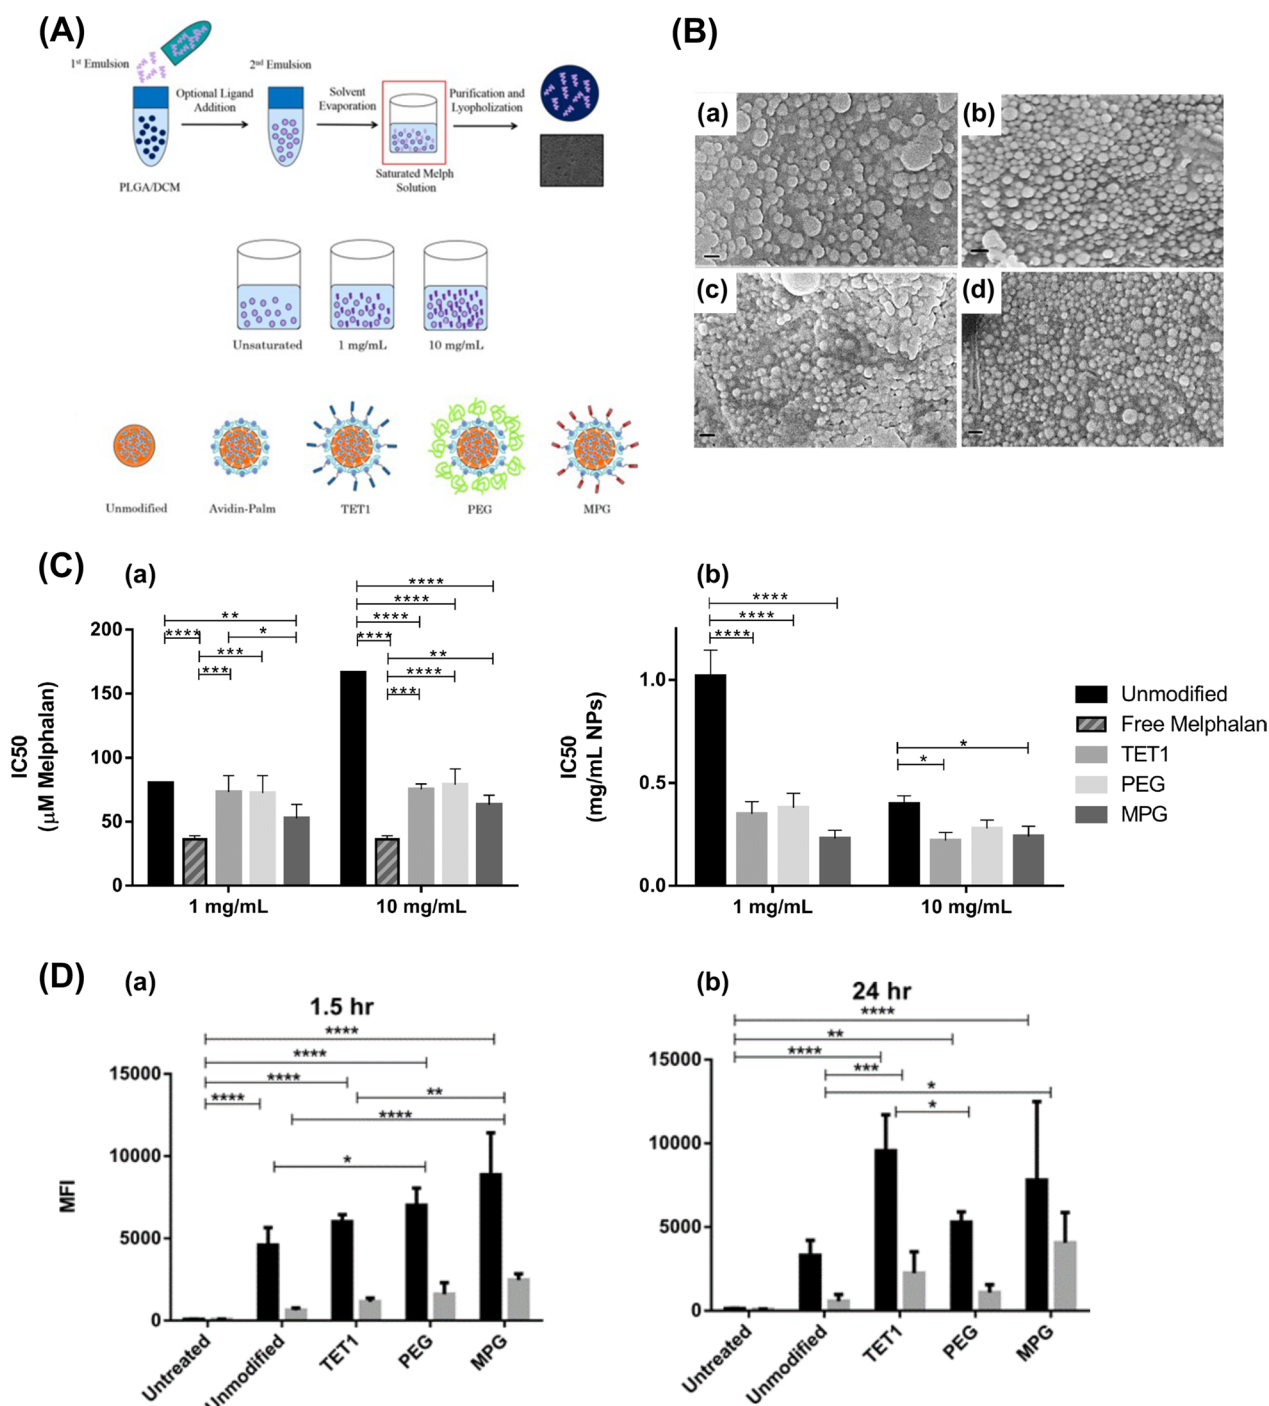 (A)
1st Emulsion
Optional Ligand
Addition
2nd Emulsion
Solvent
Evaporation
Purification and
Lyopholization
PLGA/DCM
Saturated Melph
Solution
Unsaturated
1 mg/mL
10 mg/mL
Unmodified
Avidin-Palm
TET1
PEG
MPG
(B)
(a)
(b)
(c)
(d)
(C)
(a)
****
****
****
****
****
**
*
***
***
**
****
***
200
150
100
50
0
IC50
(μM Melphalan)
1 mg/mL
10 mg/mL
(b)
****
****
****
*
*
1.0
0.5
0.0
IC50
(mg/mL NPs)
1 mg/mL
10 mg/mL
Unmodified
Free Melphalan
TET1
PEG
MPG
(D)
(a)
1.5 hr
****
****
****
****
**
****
*
15000
10000
5000
0
MFI
Untreated
Unmodified
TET1
PEG
MPG
(b)
24 hr
****
**
****
***
*
*
15000
10000
5000
0
Untreated
Unmodified
TET1
PEG
MPG